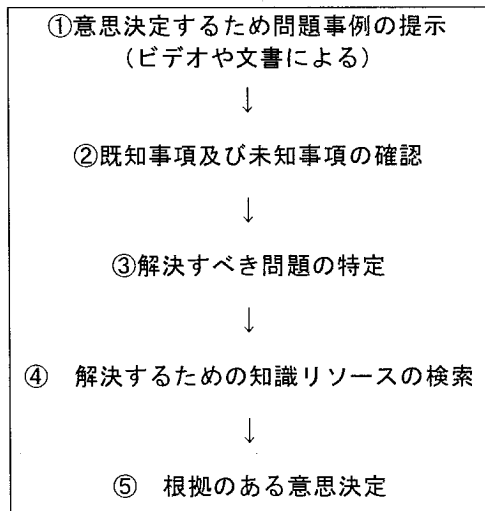 ①意思決定するため問題事例の提示
(ビデオや文書による)
↓
②既知事項及び未知事項の確認
↓
③解決すべき問題の特定
↓
④ 解決するための知識リソースの検索
↓
⑤ 根拠のある意思決定